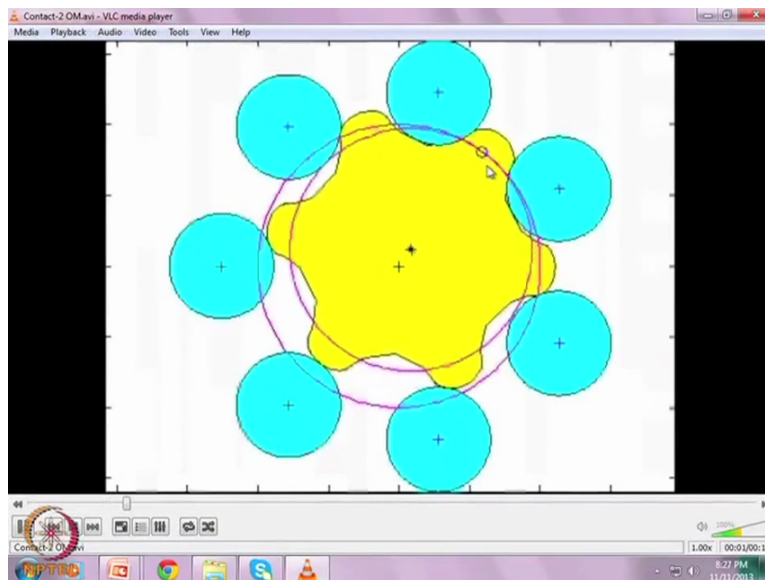 Contact-2 OM.avi - VLC media player
Media Playback Audio Video Tools View Help
100%
Contact-2 OM.avi
1.00x 00:01/00:1
NPTEL
8:27 PM
11/11/2013